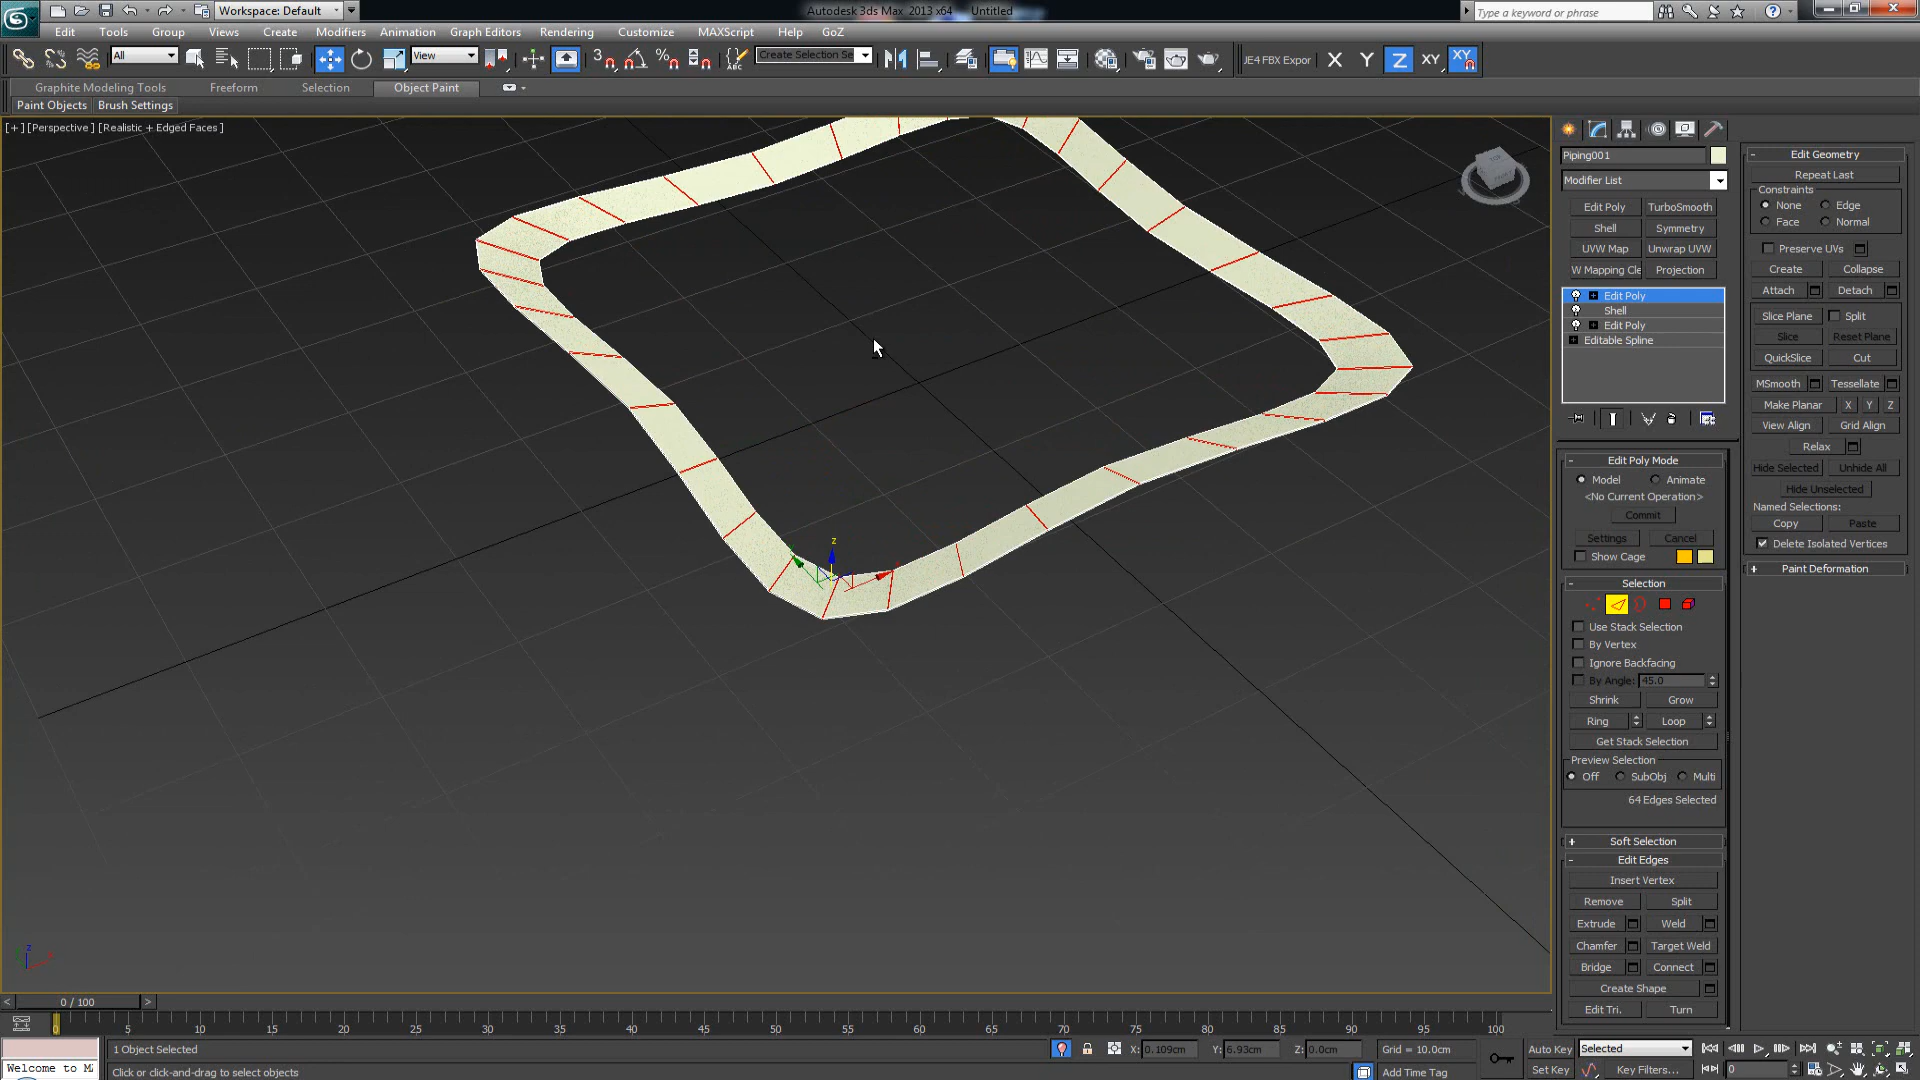 Workspace: Default
Autodesk 3ds Max 2013 x64 Untitled
Type a keyword or phrase
Edit Tools Group Views Create Modifiers Animation Graph Editors Rendering Customize MAXScript Help GoZ
All
View
3
Create Selection Se
JE4 FBX Expor
X Y Z XY XY
Graphite Modeling Tools Freeform Selection Object Paint
Paint Objects Brush Settings
[+] [Perspective] [Realistic + Edged Faces]
z
Piping001
Modifier List
Edit Poly TurboSmooth
Shell Symmetry
UVW Map Unwrap UVW
W Mapping Cle Projection
Edit Poly
Shell
Edit Poly
Editable Spline
- Edit Poly Mode
Model Animate
<No Current Operation>
Commit
Settings Cancel
Show Cage
- Selection
Use Stack Selection
By Vertex
Ignore Backfacing
By Angle: 45.0
Shrink Grow
Ring Loop
Get Stack Selection
Preview Selection
Off SubObj Multi
64 Edges Selected
+ Soft Selection
- Edit Edges
Insert Vertex
Remove Split
Extrude Weld
Chamfer Target Weld
Bridge Connect
Create Shape
Edit Tri. Turn
- Edit Geometry
Repeat Last
Constraints
None Edge
Face Normal
Preserve UVs
Create Collapse
Attach Detach
Slice Plane Split
Slice Reset Plane
QuickSlice Cut
MSmooth Tessellate
Make Planar X Y Z
View Align Grid Align
Relax
Hide Selected Unhide All
Hide Unselected
Named Selections:
Copy Paste
Delete Isolated Vertices
+ Paint Deformation
z
< 0 / 100 >
0 5 10 15 20 25 30 35 40 45 50 55 60 65 70 75 80 85 90 95 100
1 Object Selected
X: 0.109cm Y: 6.93cm Z: 0.0cm Grid = 10.0cm
Auto Key Selected
Welcome to M
Click or click-and-drag to select objects
Add Time Tag
Set Key Key Filters... 0